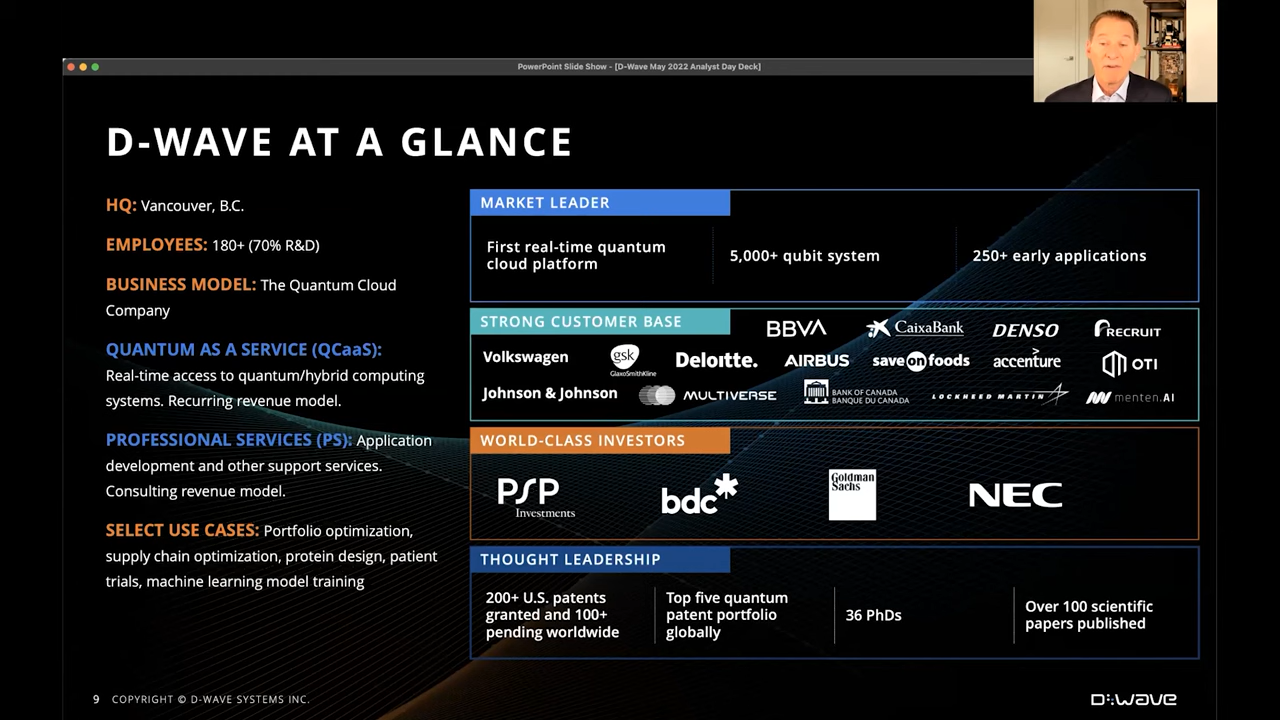 PowerPoint Slide Show - [D-Wave May 2022 Analyst Day Deck]
D-WAVE AT A GLANCE
HQ: Vancouver, B.C.
EMPLOYEES: 180+ (70% R&D)
BUSINESS MODEL: The Quantum Cloud
Company
QUANTUM AS A SERVICE (QCaaS):
Real-time access to quantum/hybrid computing
systems. Recurring revenue model.
PROFESSIONAL SERVICES (PS): Application
development and other support services.
Consulting revenue model.
SELECT USE CASES: Portfolio optimization,
supply chain optimization, protein design, patient
trials, machine learning model training
MARKET LEADER
First real-time quantum
cloud platform
5,000+ qubit system
250+ early applications
STRONG CUSTOMER BASE
BBVA
CaixaBank
DENSO
RECRUIT
Volkswagen
gsk
GlaxoSmithKline
Deloitte.
AIRBUS
save on foods
accenture
OTI
Johnson & Johnson
MULTIVERSE
BANK OF CANADA
BANQUE DU CANADA
LOCKHEED MARTIN
menten.AI
WORLD-CLASS INVESTORS
PSP
Investments
bdc*
Goldman
Sachs
NEC
THOUGHT LEADERSHIP
200+ U.S. patents
granted and 100+
pending worldwide
Top five quantum
patent portfolio
globally
36 PhDs
Over 100 scientific
papers published
9 COPYRIGHT © D-WAVE SYSTEMS INC.
D:wave